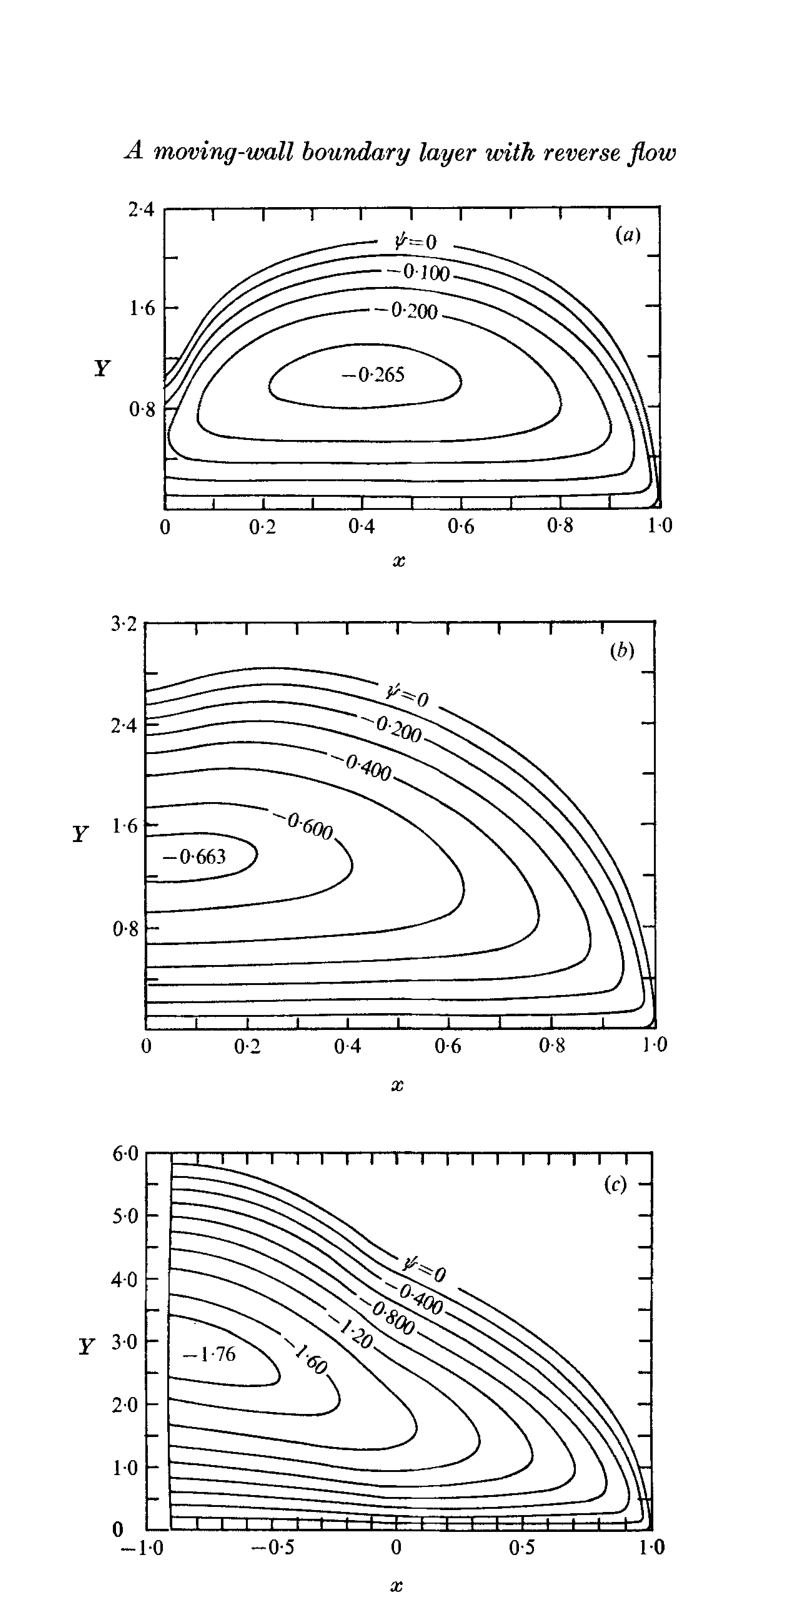 A moving-wall boundary layer with reverse flow
2·4
(a)
ψ=0
−0·100
1·6
−0·200
Y
−0·265
0·8
0 0·2 0·4 0·6 0·8 1·0
x
3·2
(b)
ψ=0
2·4
−0·200
−0·400
1·6
Y
−0·600
−0·663
0·8
0 0·2 0·4 0·6 0·8 1·0
x
6·0
(c)
5·0
ψ=0
4·0
−0·400
−0·800
−1·20
3·0
Y
−1·76
−1·60
2·0
1·0
0
−1·0 −0·5 0 0·5 1·0
x